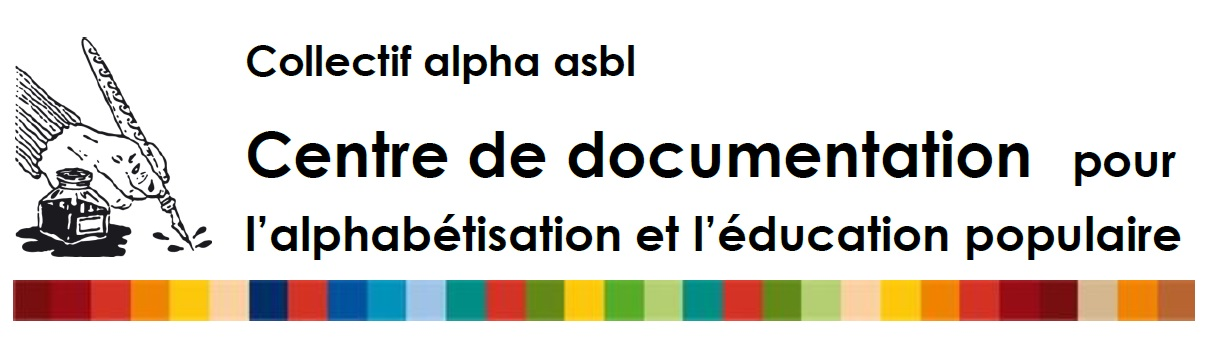 Collectif alpha asbl
Centre de documentation pour
l’alphabétisation et l’éducation populaire